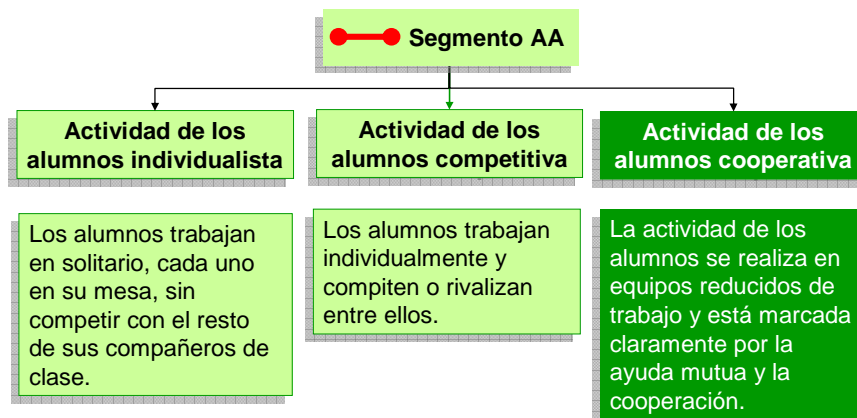 Segmento AA
Actividad de los
alumnos individualista
Actividad de los
alumnos competitiva
Actividad de los
alumnos cooperativa
Los alumnos trabajan
en solitario, cada uno
en su mesa, sin
competir con el resto
de sus compañeros de
clase.
Los alumnos trabajan
individualmente y
compiten o rivalizan
entre ellos.
La actividad de los
alumnos se realiza en
equipos reducidos de
trabajo y está marcada
claramente por la
ayuda mutua y la
cooperación.